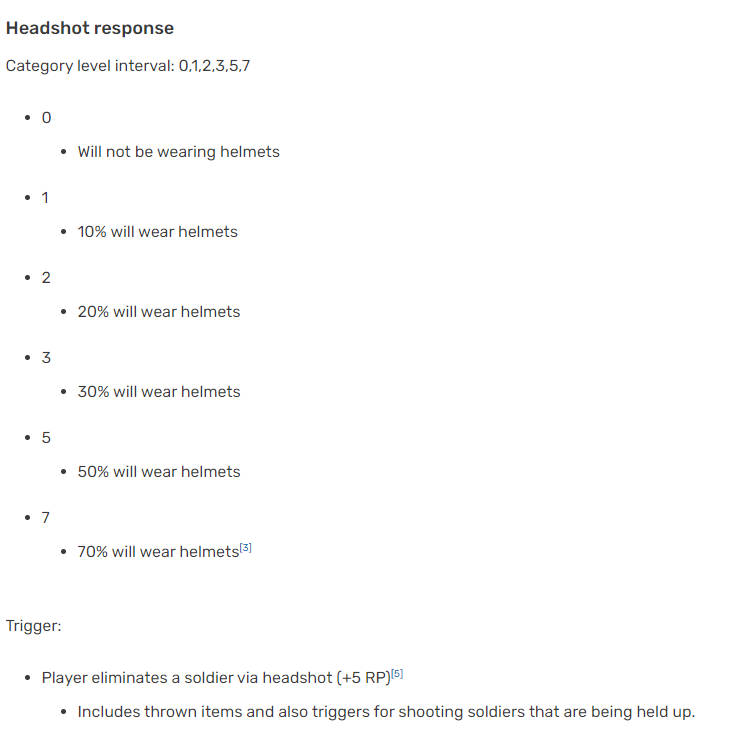 Headshot response
Category level interval: 0,1,2,3,5,7
• 0
• Will not be wearing helmets
• 1
• 10% will wear helmets
• 2
• 20% will wear helmets
• 3
• 30% will wear helmets
• 5
• 50% will wear helmets
• 7
• 70% will wear helmets[3]
Trigger:
• Player eliminates a soldier via headshot (+5 RP)[5]
• Includes thrown items and also triggers for shooting soldiers that are being held up.